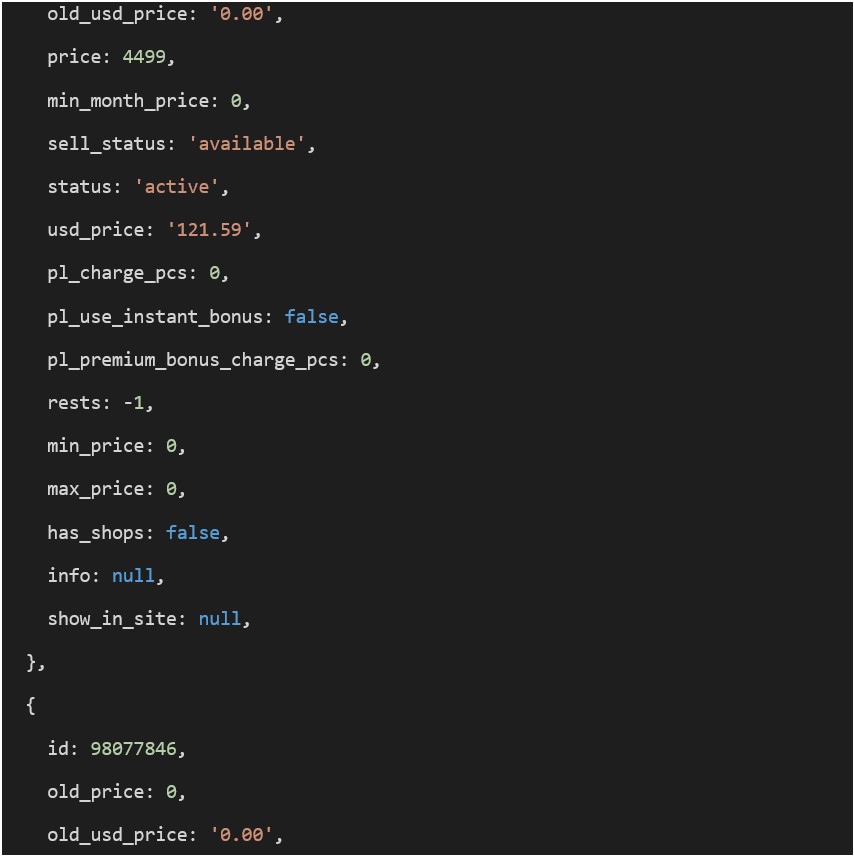 old_usd_price: '0.00',
price: 4499,
min_month_price: 0,
sell_status: 'available',
status: 'active',
usd_price: '121.59',
pl_charge_pcs: 0,
pl_use_instant_bonus: false,
pl_premium_bonus_charge_pcs: 0,
rests: -1,
min_price: 0,
max_price: 0,
has_shops: false,
info: null,
show_in_site: null,
},
{
id: 98077846,
old_price: 0,
old_usd_price: '0.00',